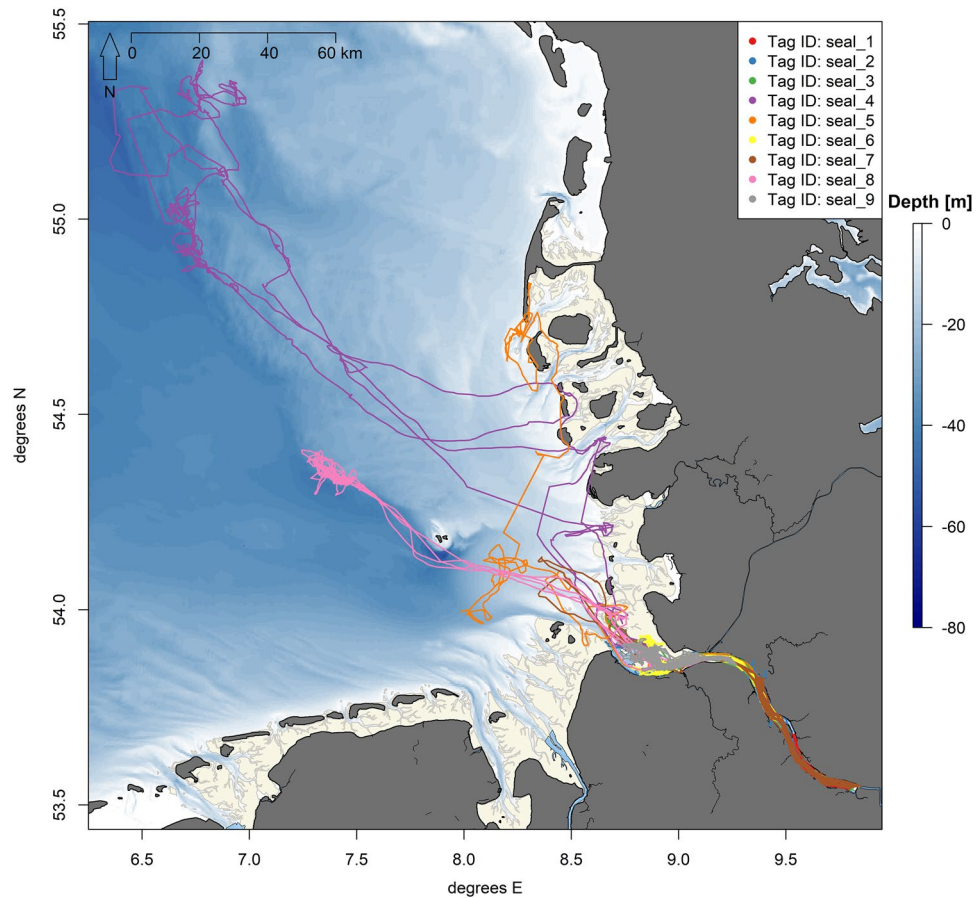 0 20 40 60 km
N
Tag ID: seal_1
Tag ID: seal_2
Tag ID: seal_3
Tag ID: seal_4
Tag ID: seal_5
Tag ID: seal_6
Tag ID: seal_7
Tag ID: seal_8
Tag ID: seal_9
Depth [m]
0
-20
-40
-60
-80
55.5
55.0
54.5
54.0
53.5
degrees N
6.5 7.0 7.5 8.0 8.5 9.0 9.5
degrees E